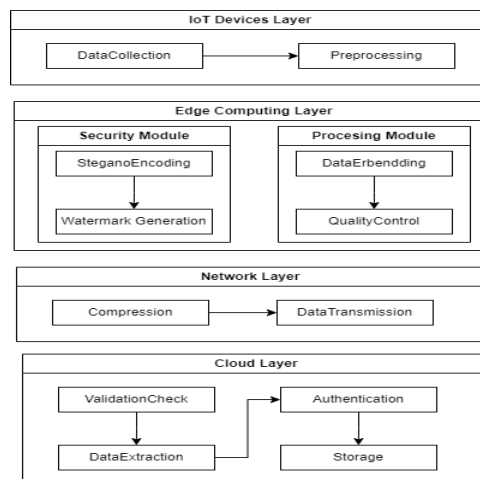 IoT Devices Layer
DataCollection
Preprocessing
Edge Computing Layer
Security Module
SteganoEncoding
Watermark Generation
Procesing Module
DataErbendding
QualityControl
Network Layer
Compression
DataTransmission
Cloud Layer
ValidationCheck
DataExtraction
Authentication
Storage